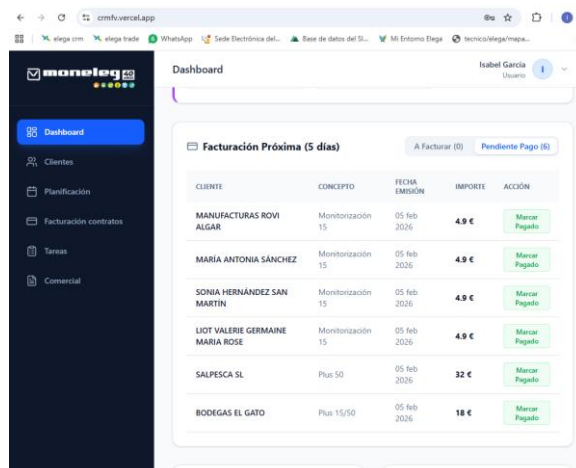 crmfv.vercel.app
elega crm
elega trade
WhatsApp
Sede Electrónica del...
Base de datos del SI...
Mi Entorno Elega
tecnico/elega/mapa...
moneleg
Dashboard
Isabel Garcia
Usuario
I
Dashboard
Clientes
Planificación
Facturación contratos
Tareas
Comercial
Facturación Próxima (5 días)
A Facturar (0)
Pendiente Pago (6)
CLIENTE
CONCEPTO
FECHA
EMISIÓN
IMPORTE
ACCIÓN
MANUFACTURAS ROVI
ALGAR
Monitorización
15
05 feb
2026
4.9 €
Marcar
Pagado
MARÍA ANTONIA SÁNCHEZ
Monitorización
15
05 feb
2026
4.9 €
Marcar
Pagado
SONIA HERNÁNDEZ SAN
MARTÍN
Monitorización
15
05 feb
2026
4.9 €
Marcar
Pagado
LIOT VALERIE GERMAINE
MARIA ROSE
Monitorización
15
05 feb
2026
4.9 €
Marcar
Pagado
SALPESCA SL
Plus 50
05 feb
2026
32 €
Marcar
Pagado
BODEGAS EL GATO
Plus 15/50
05 feb
2026
18 €
Marcar
Pagado